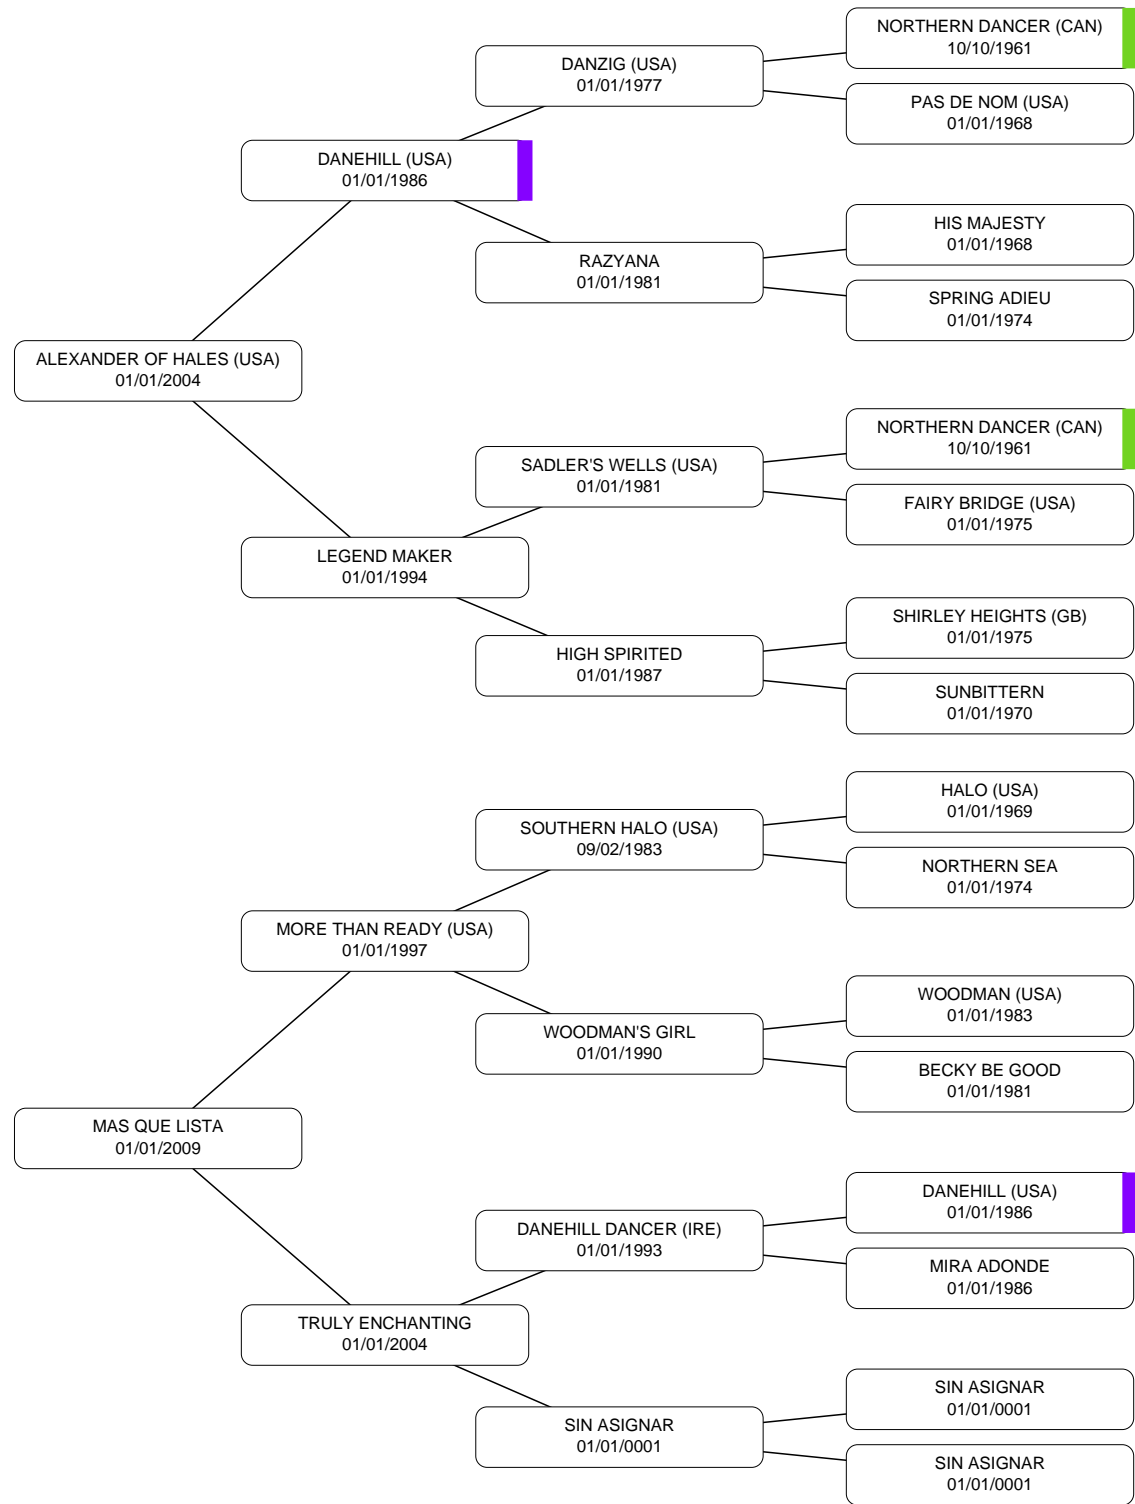 NORTHERN DANCER (CAN)
10/10/1961
DANZIG (USA)
01/01/1977
PAS DE NOM (USA)
01/01/1968
DANEHILL (USA)
01/01/1986
HIS MAJESTY
01/01/1968
RAZYANA
01/01/1981
SPRING ADIEU
01/01/1974
ALEXANDER OF HALES (USA)
01/01/2004
NORTHERN DANCER (CAN)
10/10/1961
SADLER'S WELLS (USA)
01/01/1981
FAIRY BRIDGE (USA)
01/01/1975
LEGEND MAKER
01/01/1994
SHIRLEY HEIGHTS (GB)
01/01/1975
HIGH SPIRITED
01/01/1987
SUNBITTERN
01/01/1970
HALO (USA)
01/01/1969
SOUTHERN HALO (USA)
09/02/1983
NORTHERN SEA
01/01/1974
MORE THAN READY (USA)
01/01/1997
WOODMAN (USA)
01/01/1983
WOODMAN'S GIRL
01/01/1990
BECKY BE GOOD
01/01/1981
MAS QUE LISTA
01/01/2009
DANEHILL (USA)
01/01/1986
DANEHILL DANCER (IRE)
01/01/1993
MIRA ADONDE
01/01/1986
TRULY ENCHANTING
01/01/2004
SIN ASIGNAR
01/01/0001
SIN ASIGNAR
01/01/0001
SIN ASIGNAR
01/01/0001